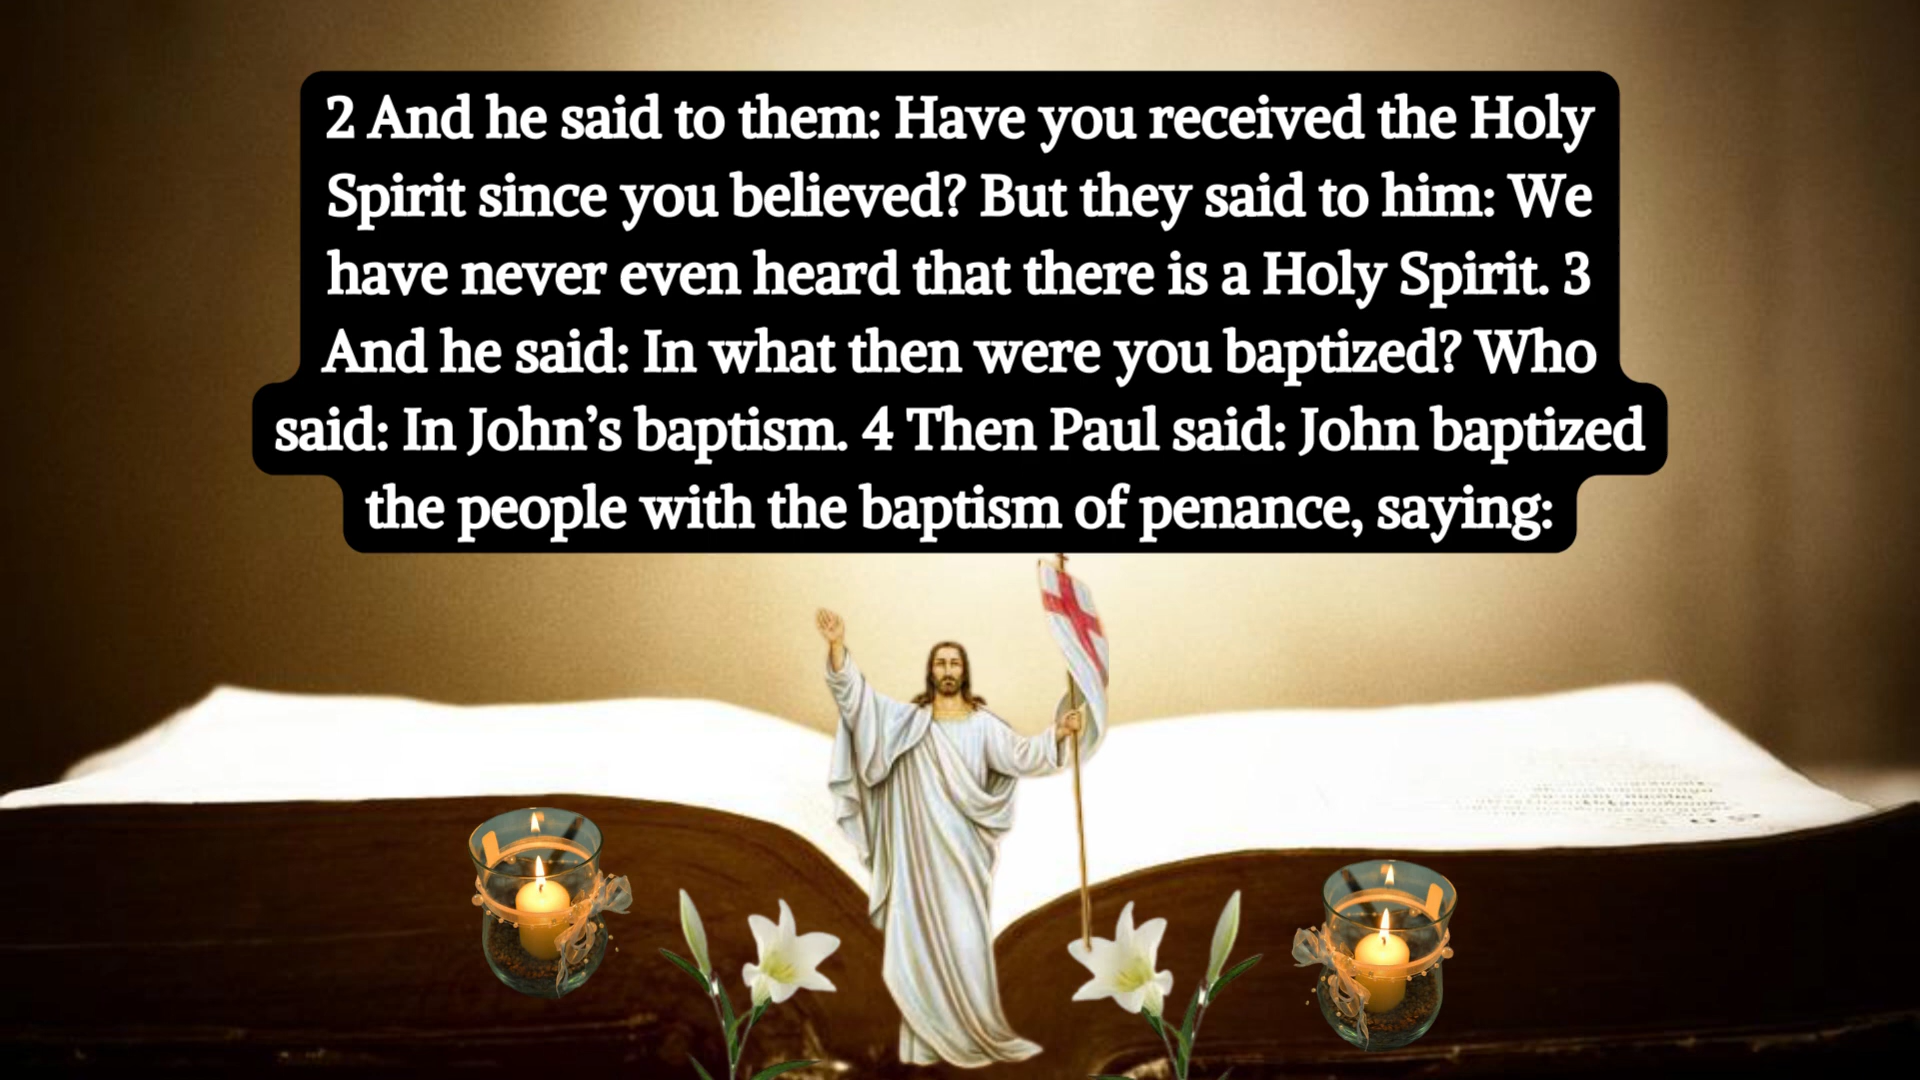 2 And he said to them: Have you received the Holy
Spirit since you believed? But they said to him: We
have never even heard that there is a Holy Spirit. 3
And he said: In what then were you baptized? Who
said: In John’s baptism. 4 Then Paul said: John baptized
the people with the baptism of penance, saying: